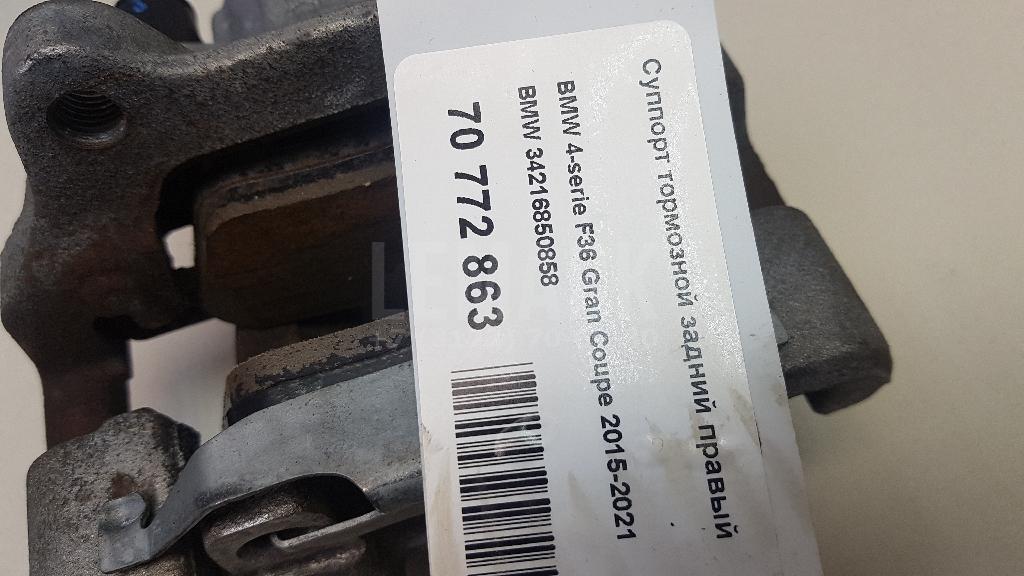 Суппорт тормозной задний правый
BMW 4-serie F36 Gran Coupe 2015-2021
BMW 34216850858
70 772 863